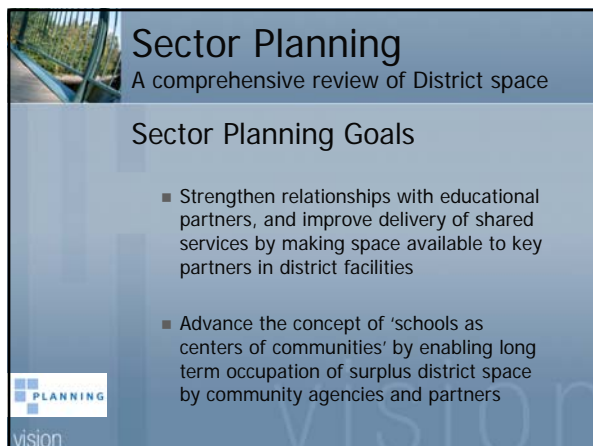 Sector Planning
A comprehensive review of District space
Sector Planning Goals
■ Strengthen relationships with educational
partners, and improve delivery of shared
services by making space available to key
partners in district facilities
■ Advance the concept of ‘schools as
centers of communities’ by enabling long
term occupation of surplus district space
by community agencies and partners
PLANNING
vision
vision